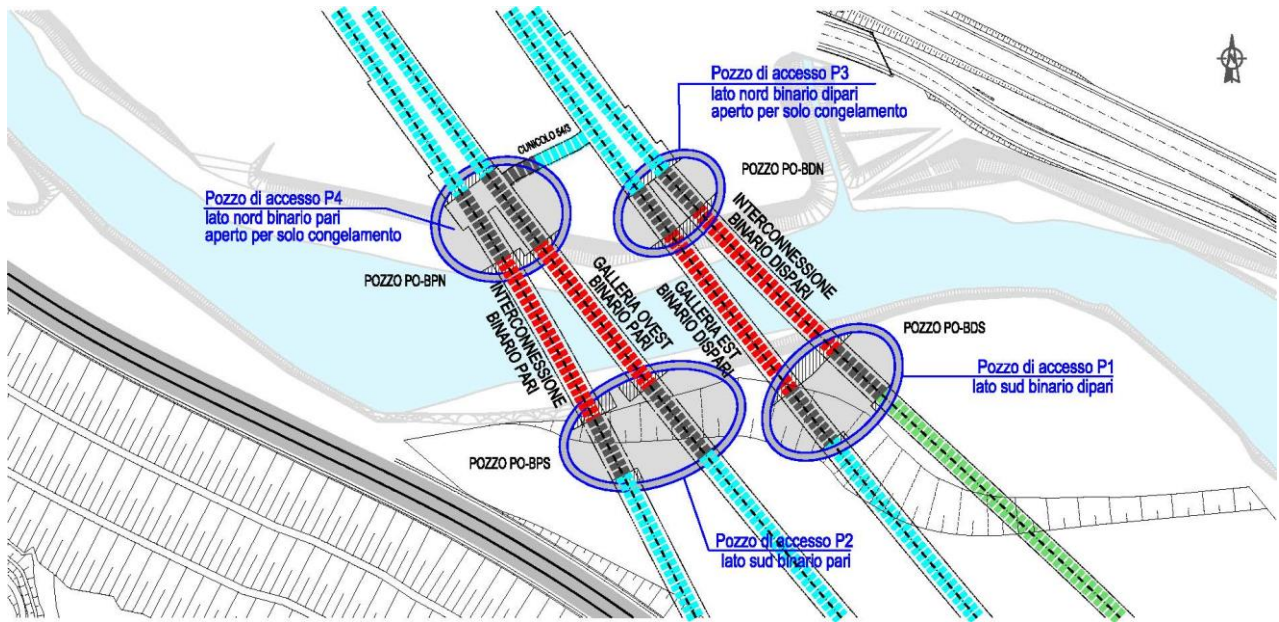 N
Pozzo di accesso P3
lato nord binario dipari
aperto per solo congelamento
CUNICOLO 54/3
POZZO PO-BDN
Pozzo di accesso P4
lato nord binario pari
aperto per solo congelamento
POZZO PO-BPN
INTERCONNESSIONE
BINARIO DISPARI
GALLERIA OVEST
BINARIO PARI
GALLERIA EST
BINARIO DISPARI
INTERCONNESSIONE
BINARIO PARI
POZZO PO-BDS
Pozzo di accesso P1
lato sud binario dipari
POZZO PO-BPS
Pozzo di accesso P2
lato sud binario pari